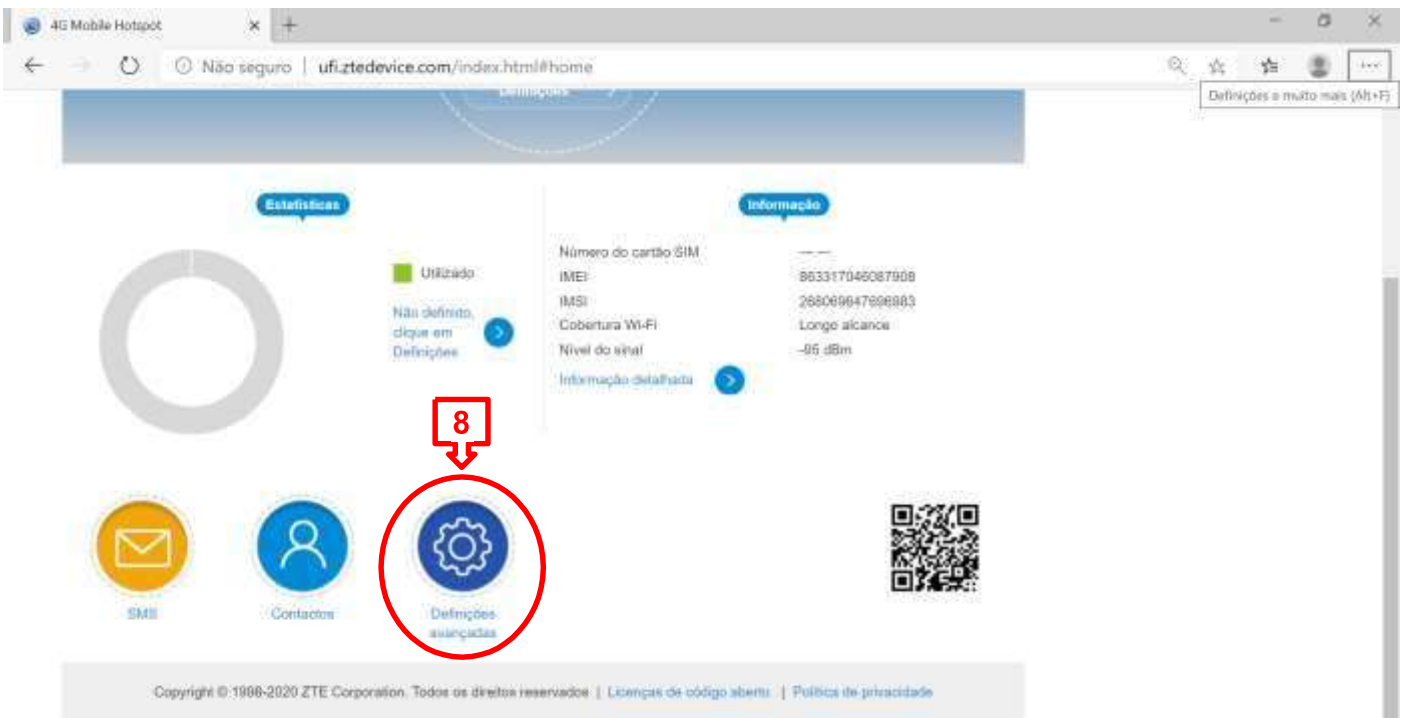 4G Mobile Hotspot
Não seguro | ufi.ztedevice.com/index.html#home
Definições e muito mais (Alt+F)
Definições
Estatísticas
Utilizado
Não definido,
clique em
Definições
Informação
Número do cartão SIM — —
IMEI 863317046087908
IMSI 268069647696983
Cobertura Wi-Fi Longo alcance
Nível do sinal -95 dBm
Informação detalhada
8
SMS
Contactos
Definições
avançadas
Copyright © 1998-2020 ZTE Corporation. Todos os direitos reservados | Licenças de código aberto | Política de privacidade